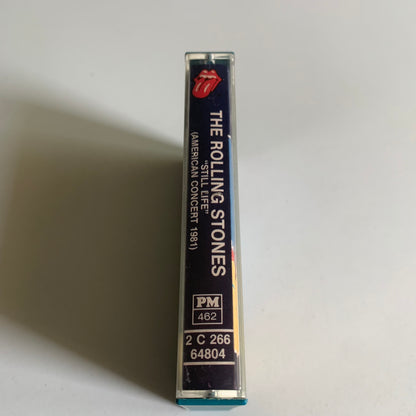 THE ROLLING STONES
"STILL LIFE"
(AMERICAN CONCERT 1981)
PM
462
2 C 266
64804